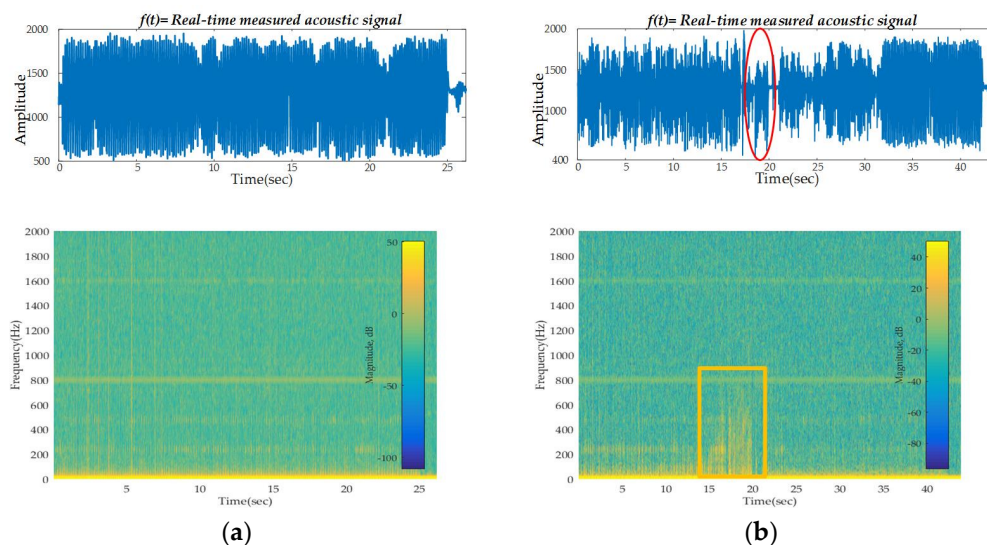 f(t)= Real-time measured acoustic signal
2000
1500
1000
500
Amplitude
0 5 10 15 20 25
Time(sec)
f(t)= Real-time measured acoustic signal
2000
1500
1000
400
Amplitude
0 5 10 15 20 25 30 35 40
Time(sec)
2000
1800
1600
1400
1200
1000
800
600
400
200
0
Frequency(Hz)
5 10 15 20 25
Time(sec)
50
0
-50
-100
Magnitude, dB
(a)
2000
1800
1600
1400
1200
1000
800
600
400
200
0
Frequency(Hz)
5 10 15 20 25 30 35 40
Time(sec)
40
20
0
-20
-40
-60
-80
Magnitude, dB
(b)